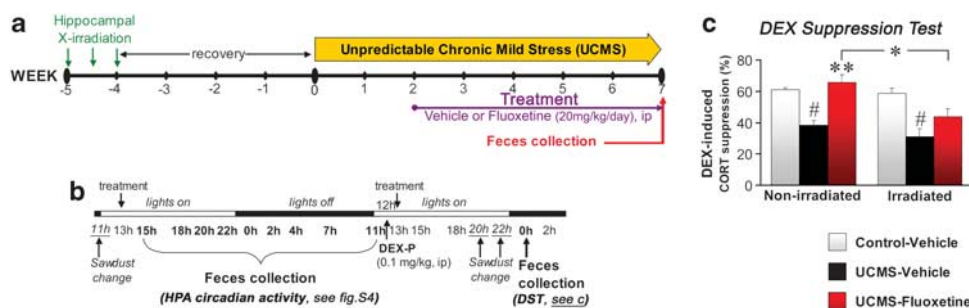 a
Hippocampal
X-irradiation
recovery
Unpredictable Chronic Mild Stress (UCMS)
WEEK
-5 -4 -3 -2 -1 0 1 2 3 4 5 6 7
Treatment
Vehicle or Fluoxetine (20mg/kg/day), ip
Feces collection
b
treatment treatment
lights on lights off 12h lights on
11h 13h 15h 18h 20h 22h 0h 2h 4h 7h 11h 13h 15h 18h 20h 22h 0h 2h
Sawdust
change
DEX-P
(0.1 mg/kg, ip)
Sawdust
change
Feces collection
(HPA circadian activity, see fig.S4)
Feces
collection
(DST, see c)
c
DEX Suppression Test
DEX-induced
CORT suppression (%)
80
60
40
20
0
# ** # *
Non-irradiated Irradiated
Control-Vehicle
UCMS-Vehicle
UCMS-Fluoxetine